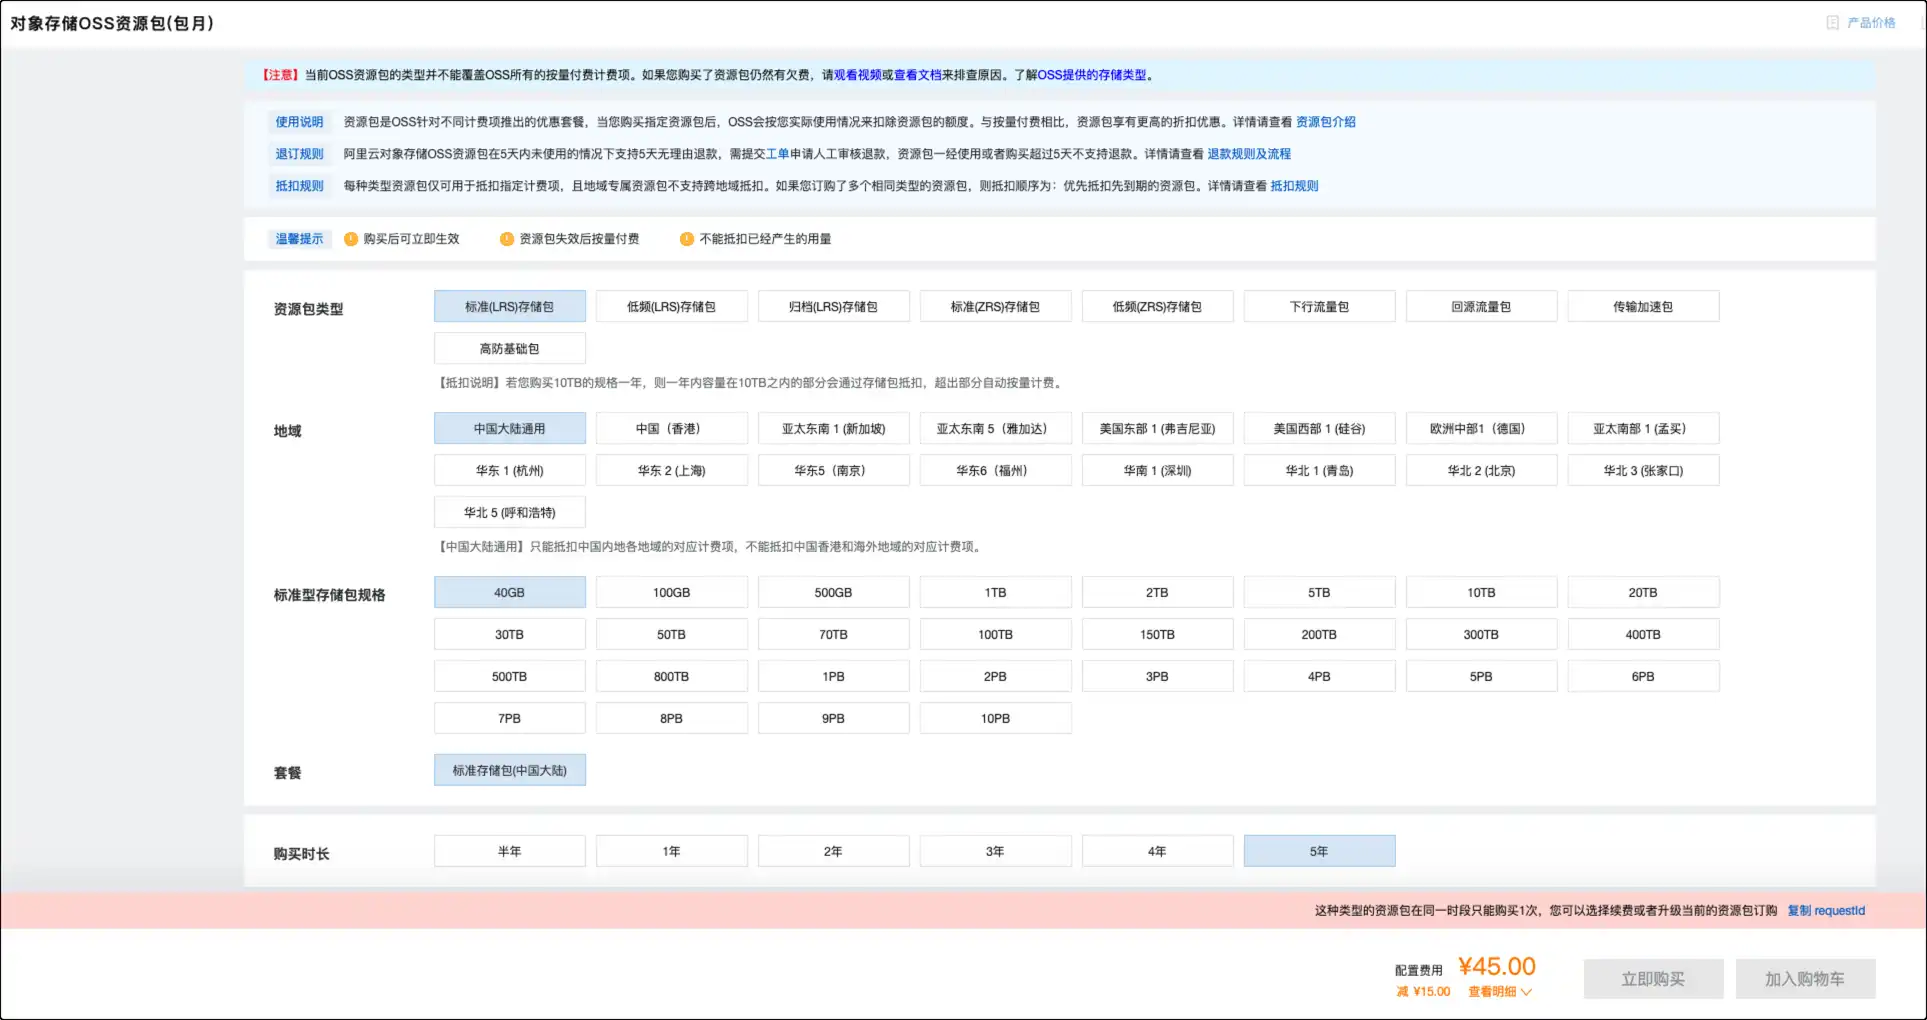 对象存储OSS资源包(包月)
产品价格
【注意】当前OSS资源包的类型并不能覆盖OSS所有的按量付费计费项。如果您购买了资源包仍然有欠费，请观看视频或查看文档来排查原因。了解OSS提供的存储类型。
使用说明 资源包是OSS针对不同计费项推出的优惠套餐，当您购买指定资源包后，OSS会按您实际使用情况来扣除资源包的额度。与按量付费相比，资源包享有更高的折扣优惠。详情请查看 资源包介绍
退订规则 阿里云对象存储OSS资源包在5天内未使用的情况下支持5天无理由退款，需提交工单申请人工审核退款，资源包一经使用或者购买超过5天不支持退款。详情请查看 退款规则及流程
抵扣规则 每种类型资源包仅可用于抵扣指定计费项，且地域专属资源包不支持跨地域抵扣。如果您订购了多个相同类型的资源包，则抵扣顺序为：优先抵扣先到期的资源包。详情请查看 抵扣规则
温馨提示 购买后可立即生效 资源包失效后按量付费 不能抵扣已经产生的用量
资源包类型 标准(LRS)存储包 低频(LRS)存储包 归档(LRS)存储包 标准(ZRS)存储包 低频(ZRS)存储包 下行流量包 回源流量包 传输加速包
高防基础包
【抵扣说明】若您购买10TB的规格一年，则一年内容量在10TB之内的部分会通过存储包抵扣，超出部分自动按量计费。
地域 中国大陆通用 中国（香港） 亚太东南 1 (新加坡) 亚太东南 5（雅加达） 美国东部 1 (弗吉尼亚) 美国西部 1 (硅谷) 欧洲中部1（德国） 亚太南部 1 (孟买)
华东 1 (杭州) 华东 2 (上海) 华东5（南京） 华东6（福州） 华南 1 (深圳) 华北 1 (青岛) 华北 2 (北京) 华北 3 (张家口)
华北 5 (呼和浩特)
【中国大陆通用】只能抵扣中国内地各地域的对应计费项，不能抵扣中国香港和海外地域的对应计费项。
标准型存储包规格 40GB 100GB 500GB 1TB 2TB 5TB 10TB 20TB
30TB 50TB 70TB 100TB 150TB 200TB 300TB 400TB
500TB 800TB 1PB 2PB 3PB 4PB 5PB 6PB
7PB 8PB 9PB 10PB
套餐 标准存储包(中国大陆)
购买时长 半年 1年 2年 3年 4年 5年
这种类型的资源包在同一时段只能购买1次，您可以选择续费或者升级当前的资源包订购 复制 requestId
配置费用 ¥45.00
减 ¥15.00 查看明细
立即购买 加入购物车